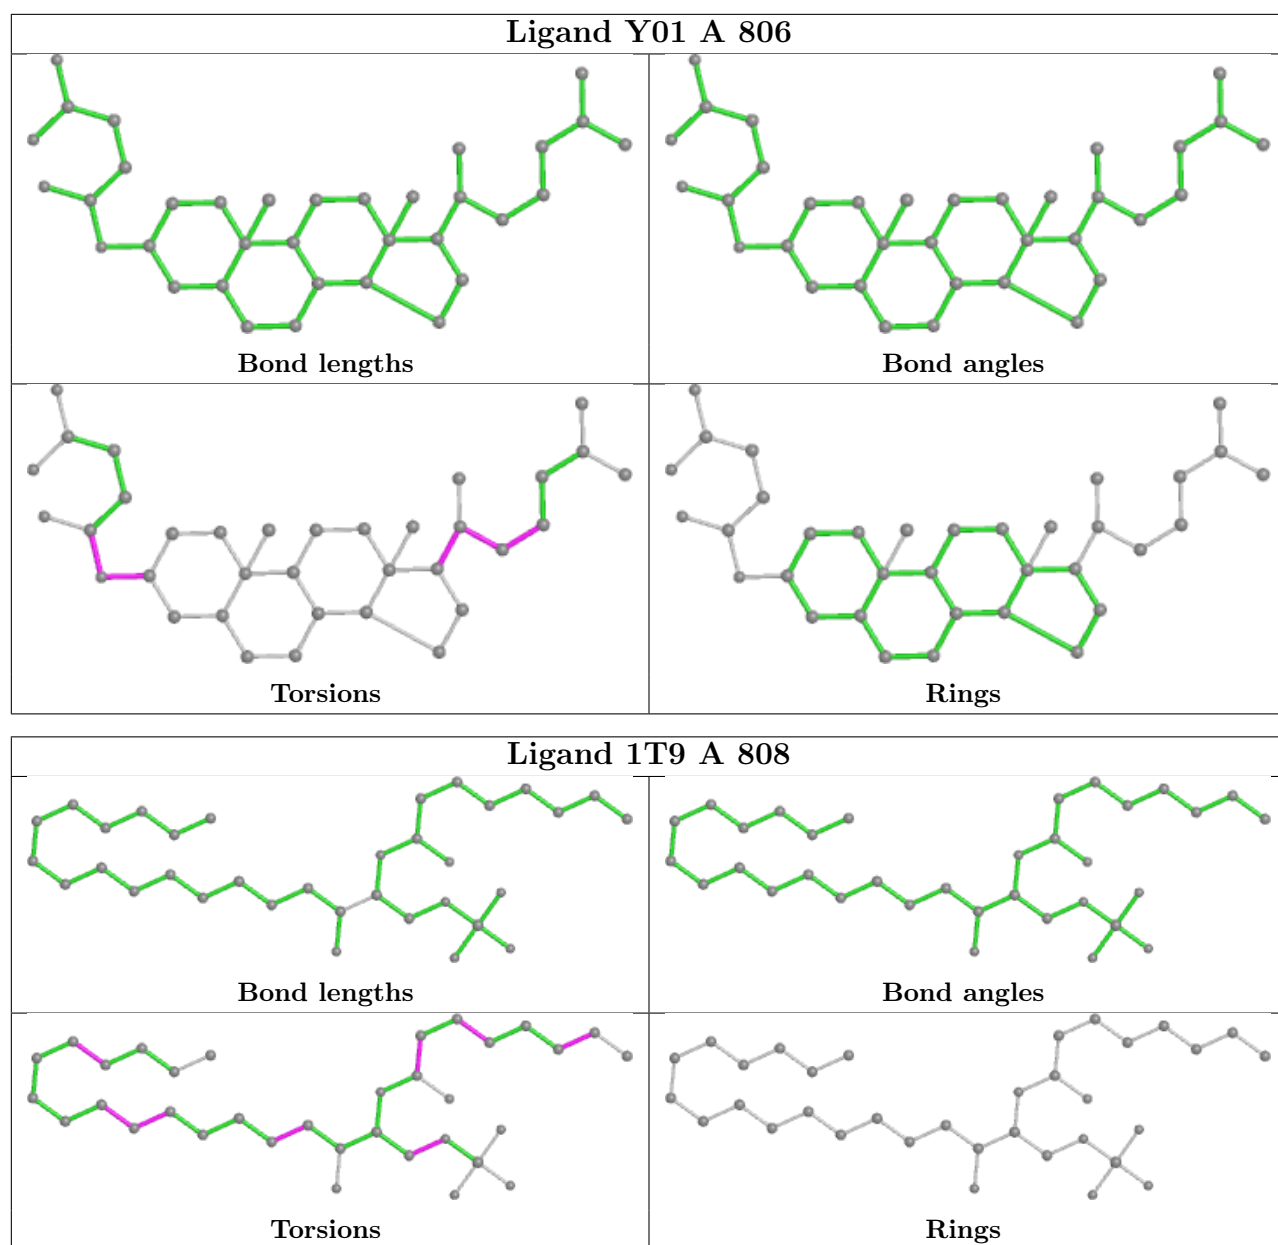 Ligand Y01 A 806
Bond lengths
Bond angles
Torsions
Rings
Ligand 1T9 A 808
Bond lengths
Bond angles
Torsions
Rings